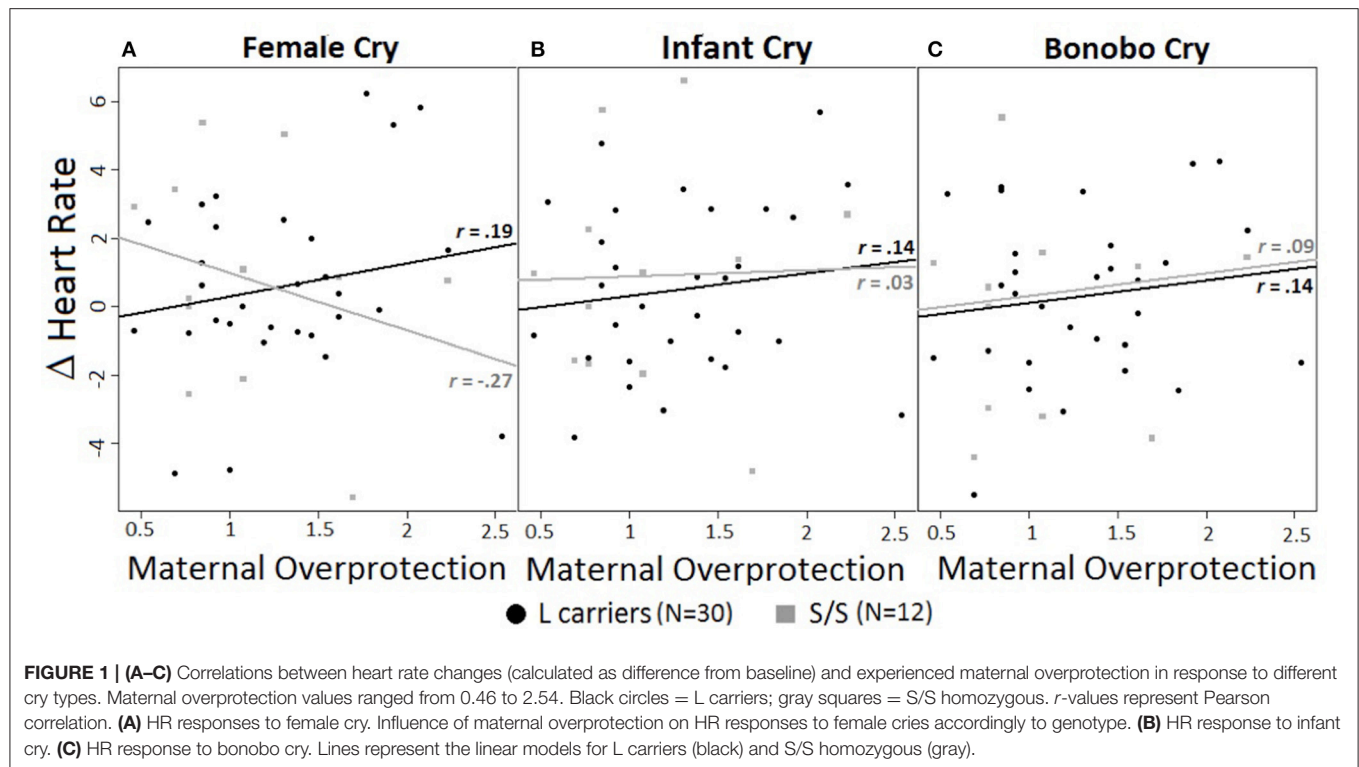 A Female Cry
B Infant Cry
C Bonobo Cry
Δ Heart Rate
6
4
2
0
-2
-4
r = .19
r = -.27
r = .14
r = .03
r = .09
r = .14
0.5 1 1.5 2 2.5
0.5 1 1.5 2 2.5
0.5 1 1.5 2 2.5
Maternal Overprotection Maternal Overprotection Maternal Overprotection
L carriers (N=30) S/S (N=12)
FIGURE 1 | (A–C) Correlations between heart rate changes (calculated as difference from baseline) and experienced maternal overprotection in response to different
cry types. Maternal overprotection values ranged from 0.46 to 2.54. Black circles = L carriers; gray squares = S/S homozygous. r-values represent Pearson
correlation. (A) HR responses to female cry. Influence of maternal overprotection on HR responses to female cries accordingly to genotype. (B) HR response to infant
cry. (C) HR response to bonobo cry. Lines represent the linear models for L carriers (black) and S/S homozygous (gray).